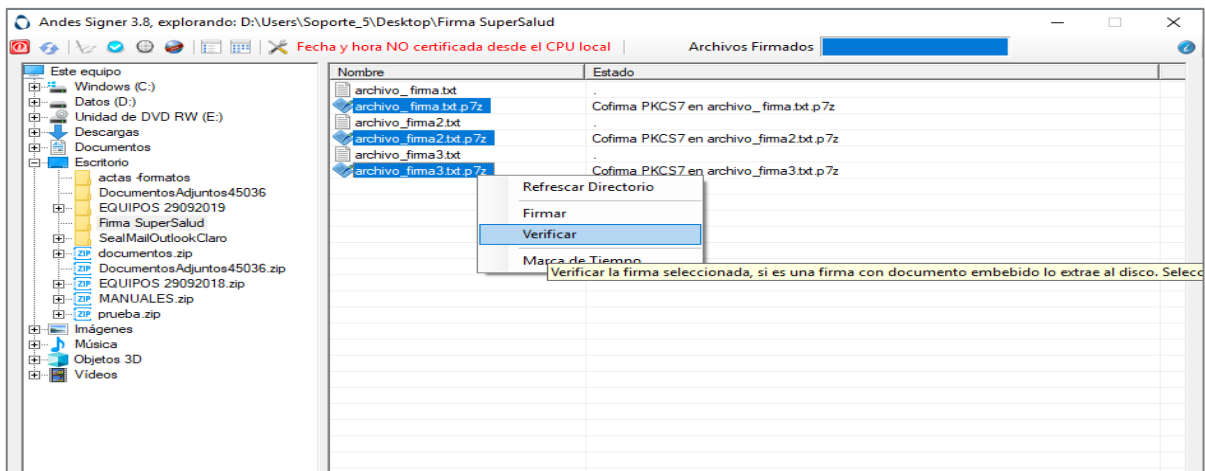 Andes Signer 3.8, explorando: D:\Users\Soporte_5\Desktop\Firma SuperSalud
Fecha y hora NO certificada desde el CPU local
Archivos Firmados
Este equipo
Windows (C:)
Datos (D:)
Unidad de DVD RW (E:)
Descargas
Documentos
Escritorio
actas -formatos
DocumentosAdjuntos45036
EQUIPOS 29092019
Firma SuperSalud
SealMailOutlookClaro
ZIP documentos.zip
ZIP DocumentosAdjuntos45036.zip
ZIP EQUIPOS 29092018.zip
ZIP MANUALES.zip
ZIP prueba.zip
Imágenes
Música
Objetos 3D
Vídeos
Nombre Estado
archivo_ firma.txt .
archivo_ firma.txt.p7z Cofirma PKCS7 en archivo_ firma.txt.p7z
archivo_firma2.txt .
archivo_firma2.txt.p7z Cofirma PKCS7 en archivo_firma2.txt.p7z
archivo_firma3.txt .
archivo_firma3.txt.p7z Cofirma PKCS7 en archivo_firma3.txt.p7z
Refrescar Directorio
Firmar
Verificar
Marca de Tiempo
Verificar la firma seleccionada, si es una firma con documento embebido lo extrae al disco. Selecc